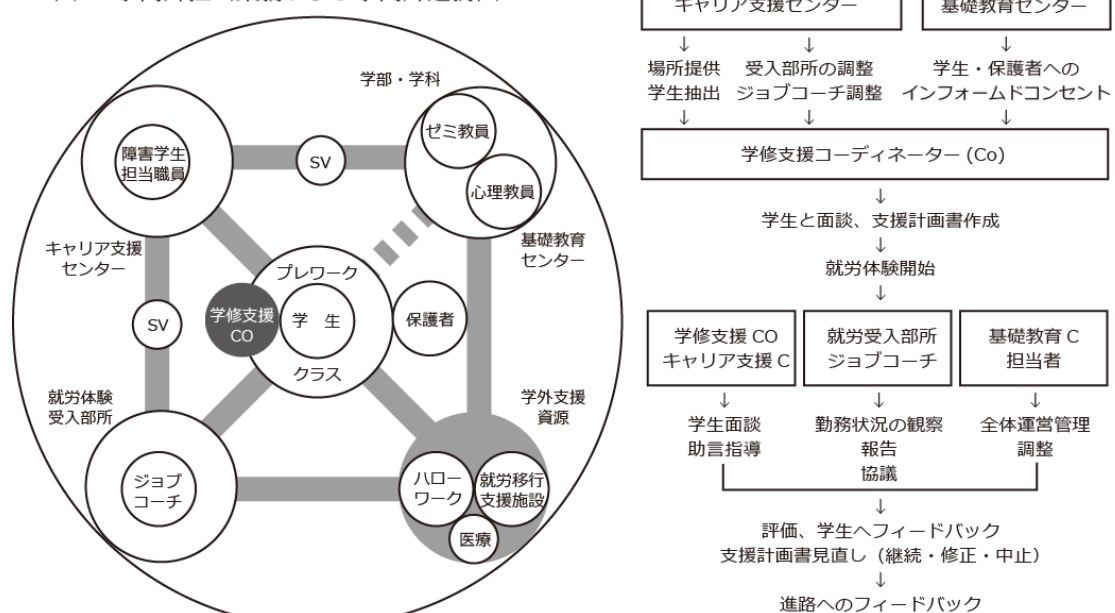 学部・学科
障害学生
担当職員
SV
ゼミ教員
心理教員
キャリア支援
センター
基礎教育
センター
プレワーク
学修支援
CO
学　生
保護者
クラス
SV
就労体験
受入部所
学外支援
資源
ジョブ
コーチ
ハロー
ワーク
就労移行
支援施設
医療
キャリア支援センター
基礎教育センター
↓
↓
↓
場所提供
学生抽出
受入部所の調整
ジョブコーチ調整
学生・保護者への
インフォームドコンセント
↓
↓
↓
学修支援コーディネーター (Co)
↓
学生と面談、支援計画書作成
↓
就労体験開始
↓
学修支援 CO
キャリア支援 C
就労受入部所
ジョブコーチ
基礎教育 C
担当者
↓
↓
↓
学生面談
助言指導
勤務状況の観察
報告
協議
全体運営管理
調整
↓
評価、学生へフィードバック
支援計画書見直し（継続・修正・中止）
↓
進路へのフィードバック